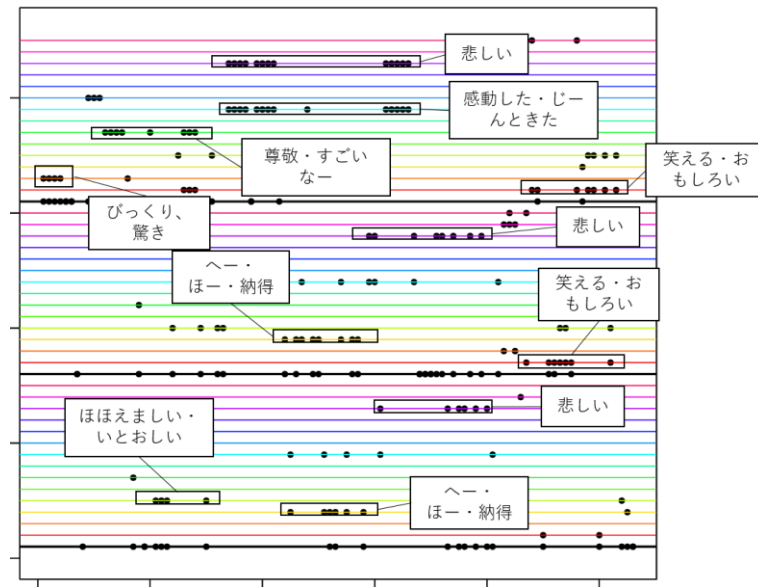 悲しい
感動した・じー
んときた
尊敬・すごい
なー
笑える・お
もしろい
びっくり、
驚き
悲しい
へー・
ほー・納得
笑える・お
もしろい
悲しい
ほほえましい・
いとおしい
へー・
ほー・納得